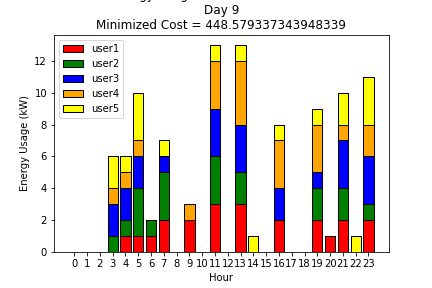 Day 9
Minimized Cost = 448.579337343948339
user1
user2
user3
user4
user5
Energy Usage (kW)
12
10
8
6
4
2
0
0 1 2 3 4 5 6 7 8 9 10 11 12 13 14 15 16 17 18 19 20 21 22 23
Hour